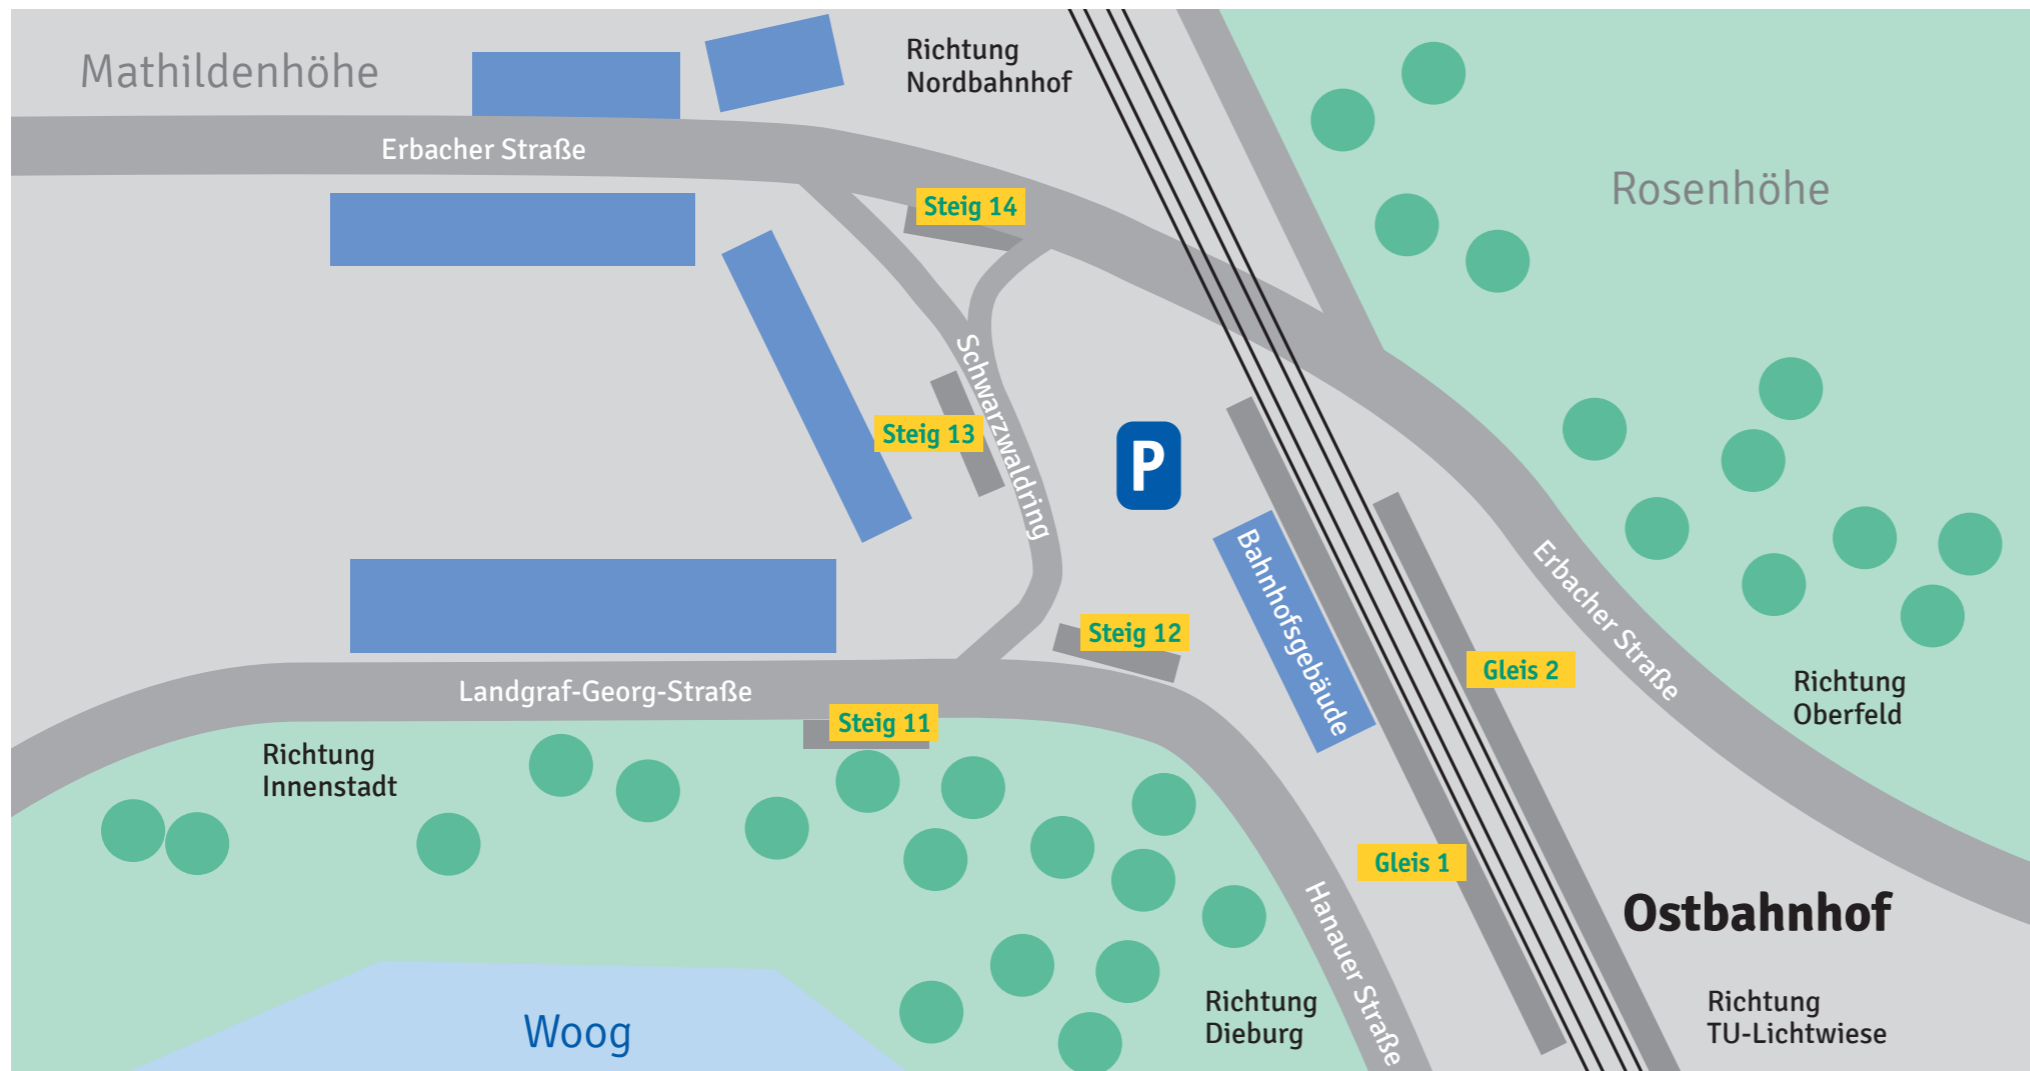 Mathildenhöhe
Richtung
Nordbahnhof
Erbacher Straße
Rosenhöhe
Steig 14
Schwarzwaldring
Steig 13
P
Bahnhofsgebäude
Erbacher Straße
Steig 12
Gleis 2
Richtung
Oberfeld
Landgraf-Georg-Straße
Steig 11
Richtung
Innenstadt
Gleis 1
Hanauer Straße
Ostbahnhof
Woog
Richtung
Dieburg
Richtung
TU-Lichtwiese